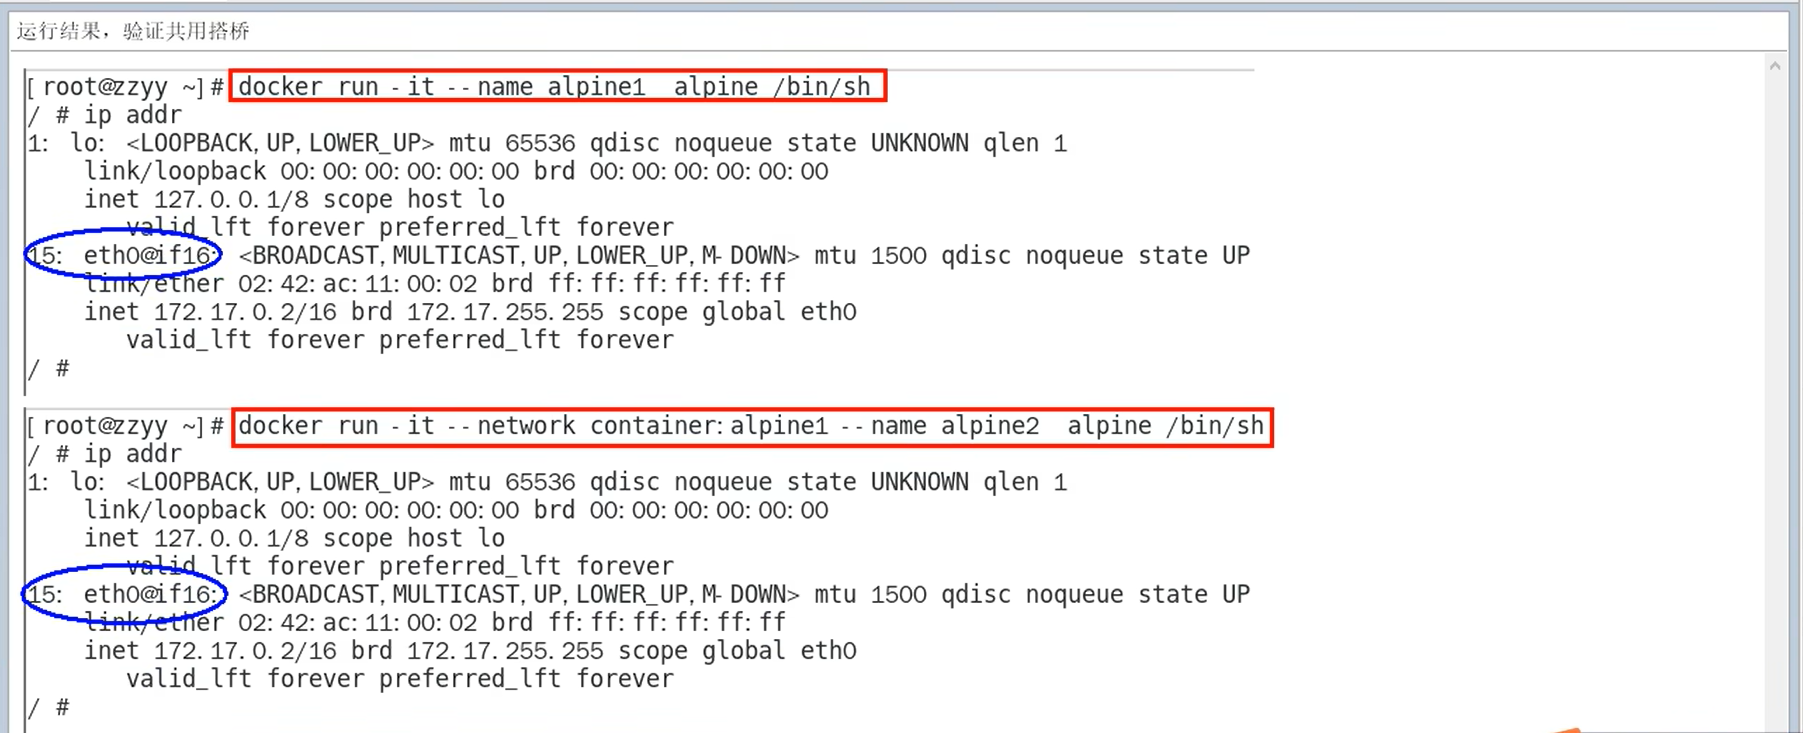 运行结果，验证共用搭桥
[root@zzyy ~]# docker run -it --name alpine1  alpine /bin/sh
/ # ip addr
1: lo: <LOOPBACK,UP,LOWER_UP> mtu 65536 qdisc noqueue state UNKNOWN qlen 1
    link/loopback 00:00:00:00:00:00 brd 00:00:00:00:00:00
    inet 127.0.0.1/8 scope host lo
       valid_lft forever preferred_lft forever
15: eth0@if16: <BROADCAST,MULTICAST,UP,LOWER_UP,M-DOWN> mtu 1500 qdisc noqueue state UP
    link/ether 02:42:ac:11:00:02 brd ff:ff:ff:ff:ff:ff
    inet 172.17.0.2/16 brd 172.17.255.255 scope global eth0
       valid_lft forever preferred_lft forever
/ #
[root@zzyy ~]# docker run -it --network container:alpine1 --name alpine2  alpine /bin/sh
/ # ip addr
1: lo: <LOOPBACK,UP,LOWER_UP> mtu 65536 qdisc noqueue state UNKNOWN qlen 1
    link/loopback 00:00:00:00:00:00 brd 00:00:00:00:00:00
    inet 127.0.0.1/8 scope host lo
       valid_lft forever preferred_lft forever
15: eth0@if16: <BROADCAST,MULTICAST,UP,LOWER_UP,M-DOWN> mtu 1500 qdisc noqueue state UP
    link/ether 02:42:ac:11:00:02 brd ff:ff:ff:ff:ff:ff
    inet 172.17.0.2/16 brd 172.17.255.255 scope global eth0
       valid_lft forever preferred_lft forever
/ #